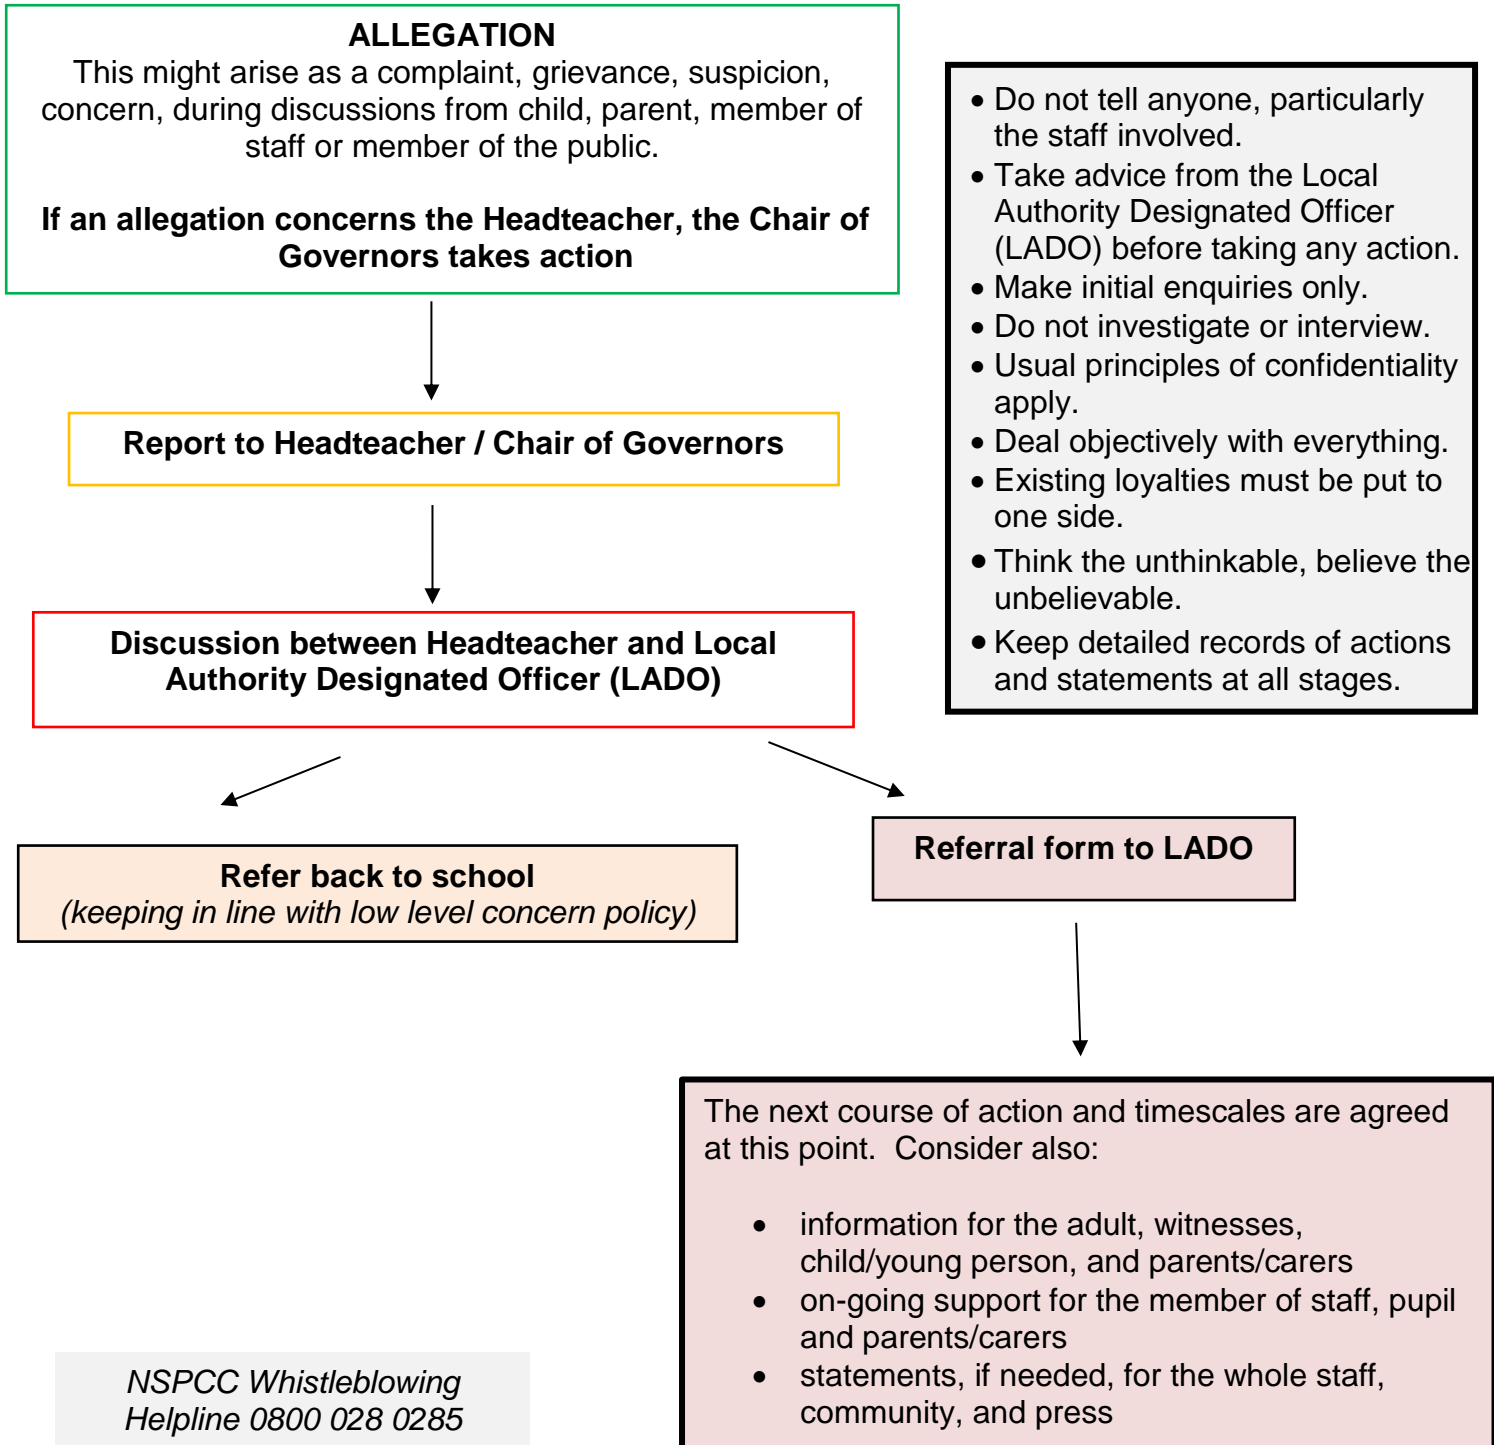 ALLEGATION
This might arise as a complaint, grievance, suspicion,
concern, during discussions from child, parent, member of
staff or member of the public.
If an allegation concerns the Headteacher, the Chair of
Governors takes action
Report to Headteacher / Chair of Governors
Discussion between Headteacher and Local
Authority Designated Officer (LADO)
Refer back to school
(keeping in line with low level concern policy)
• Do not tell anyone, particularly
the staff involved.
• Take advice from the Local
Authority Designated Officer
(LADO) before taking any action.
• Make initial enquiries only.
• Do not investigate or interview.
• Usual principles of confidentiality
apply.
• Deal objectively with everything.
• Existing loyalties must be put to
one side.
• Think the unthinkable, believe the
unbelievable.
• Keep detailed records of actions
and statements at all stages.
Referral form to LADO
The next course of action and timescales are agreed
at this point.  Consider also:
• information for the adult, witnesses,
child/young person, and parents/carers
• on-going support for the member of staff, pupil
and parents/carers
• statements, if needed, for the whole staff,
community, and press
NSPCC Whistleblowing
Helpline 0800 028 0285